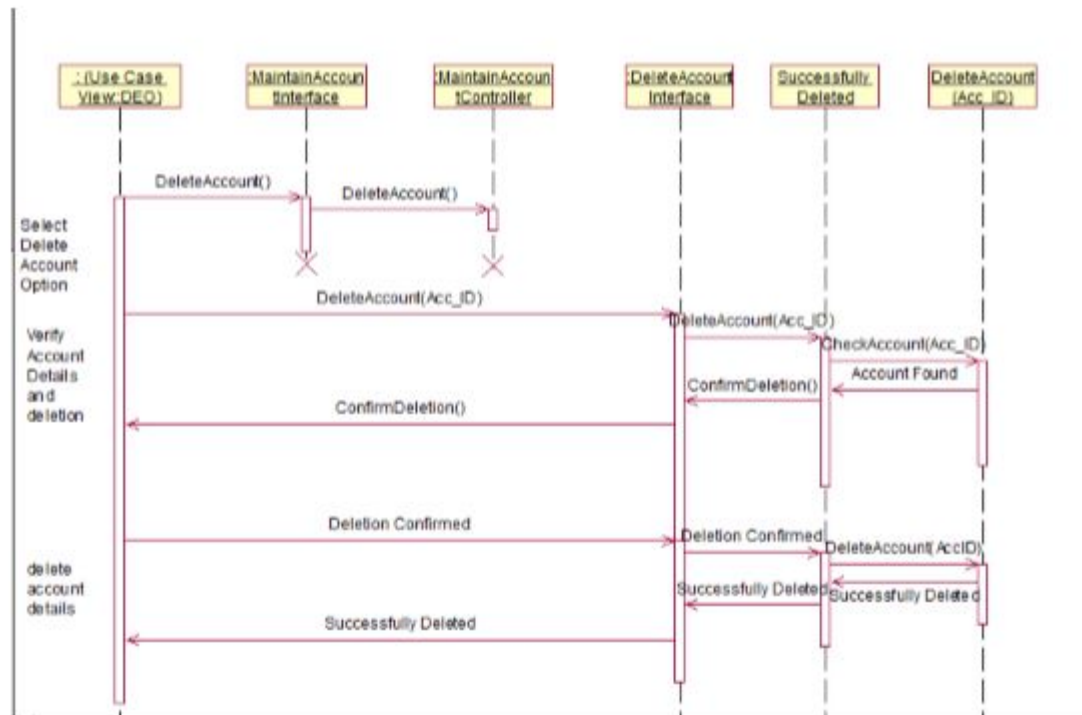 : (Use Case
View:DEO)
:MaintainAccoun
tInterface
:MaintainAccoun
tController
:DeleteAccount
Interface
Successfully
Deleted
DeleteAccount
(Acc_ID)
DeleteAccount()
DeleteAccount()
Select
Delete
Account
Option
DeleteAccount(Acc_ID)
DeleteAccount(Acc_ID)
CheckAccount(Acc_ID)
Account Found
ConfirmDeletion()
ConfirmDeletion()
Verify
Account
Details
and
deletion
Deletion Confirmed
Deletion Confirmed
DeleteAccount(AccID)
Successfully Deleted
Successfully Deleted
Successfully Deleted
delete
account
details